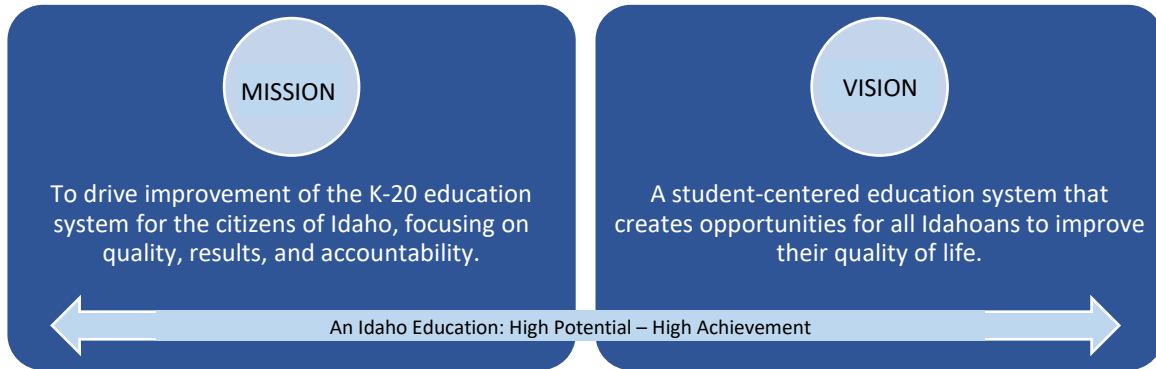 MISSION
To drive improvement of the K-20 education
system for the citizens of Idaho, focusing on
quality, results, and accountability.
VISION
A student-centered education system that
creates opportunities for all Idahoans to improve
their quality of life.
An Idaho Education: High Potential – High Achievement